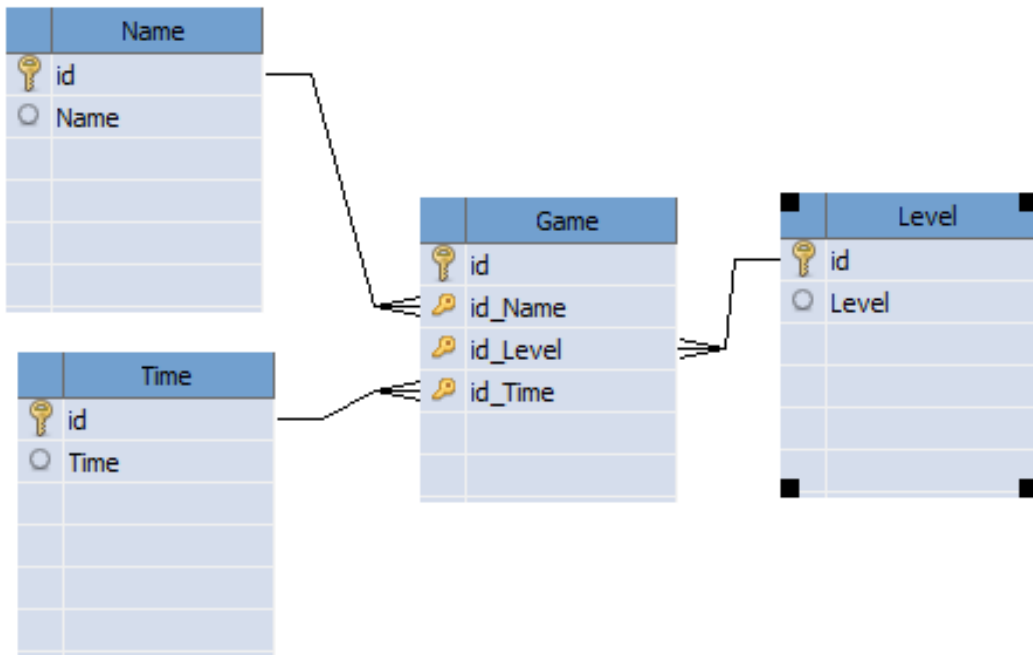 Name
id
Name
Time
id
Time
Game
id
id_Name
id_Level
id_Time
Level
id
Level